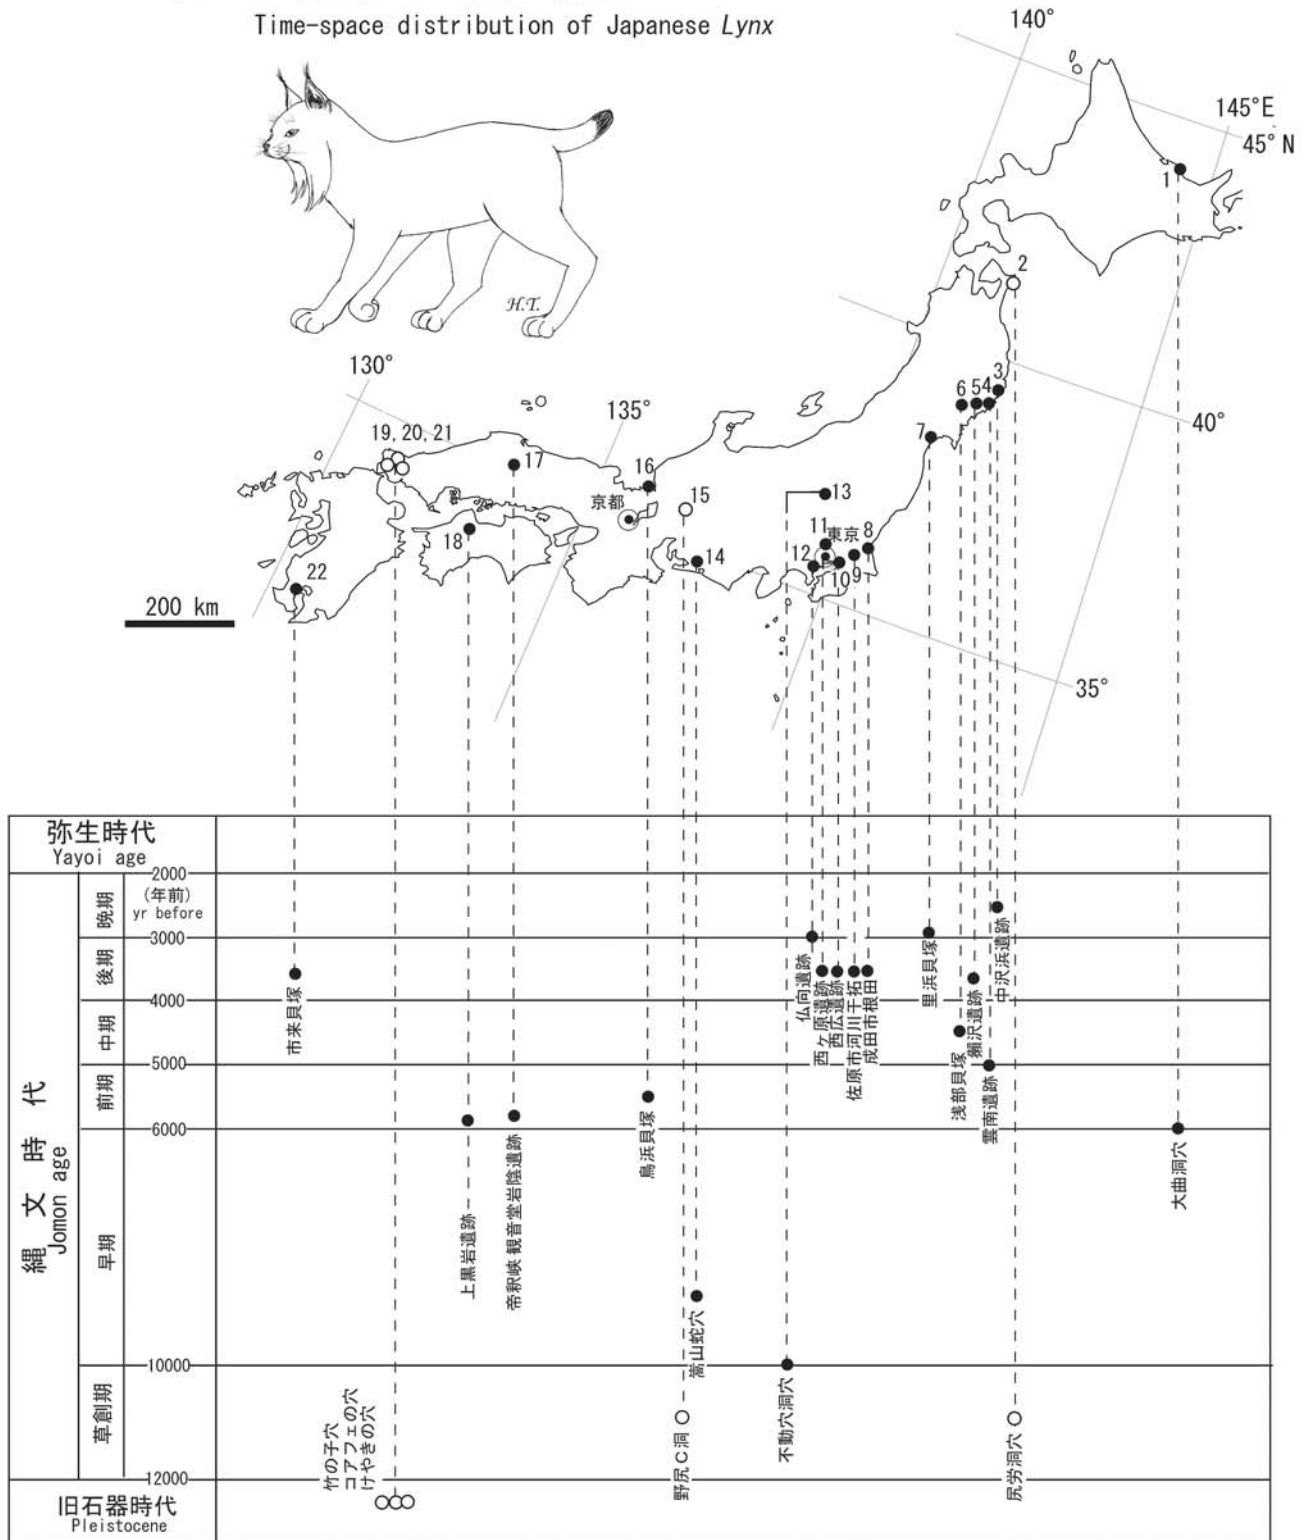 Time-space distribution of Japanese Lynx
140°
145°E
45°N
1
2
130°
3
6 5 4
135°
40°
7
19, 20, 21
17
16
15
13
京都
11 東京 8
18
12
14
10 9
22
200 km
35°
弥生時代
Yayoi age
2000
(年前)
yr before
晩期
3000
後期
4000
中期
5000
前期
6000
早期
10000
草創期
12000
縄文時代
Jomon age
旧石器時代
Pleistocene
市来貝塚
竹の子穴
コアフェの穴
けやきの穴
上黒岩遺跡
帝釈峡 観音堂岩陰遺跡
鳥浜貝塚
野尻C洞
嵩山蛇穴
不動穴洞穴
仏向遺跡
西ヶ原遺跡
西広遺跡
佐原市河川干拓
成田市根田
里浜貝塚
浅部貝塚
獺沢遺跡
雲南遺跡
中沢浜遺跡
尻労洞穴
大曲洞穴
H.T.